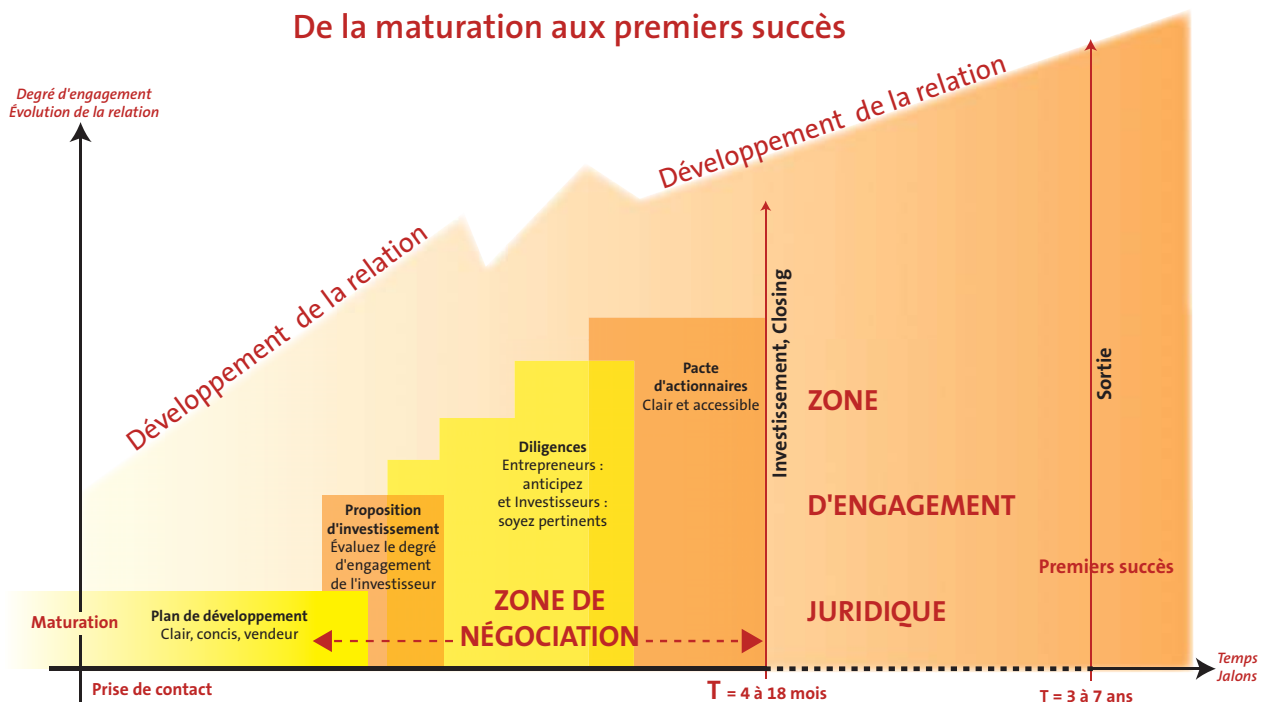 De la maturation aux premiers succès
Degré d'engagement
Évolution de la relation
Développement de la relation
Développement de la relation
Investissement, Closing
Sortie
Pacte
d'actionnaires
Clair et accessible
ZONE
D'ENGAGEMENT
JURIDIQUE
Diligences
Entrepreneurs :
anticipez
et Investisseurs :
soyez pertinents
Proposition
d'investissement
Évaluez le degré
d'engagement
de l'investisseur
Premiers succès
ZONE DE
NÉGOCIATION
Maturation
Plan de développement
Clair, concis, vendeur
Prise de contact
T = 4 à 18 mois
T = 3 à 7 ans
Temps
Jalons